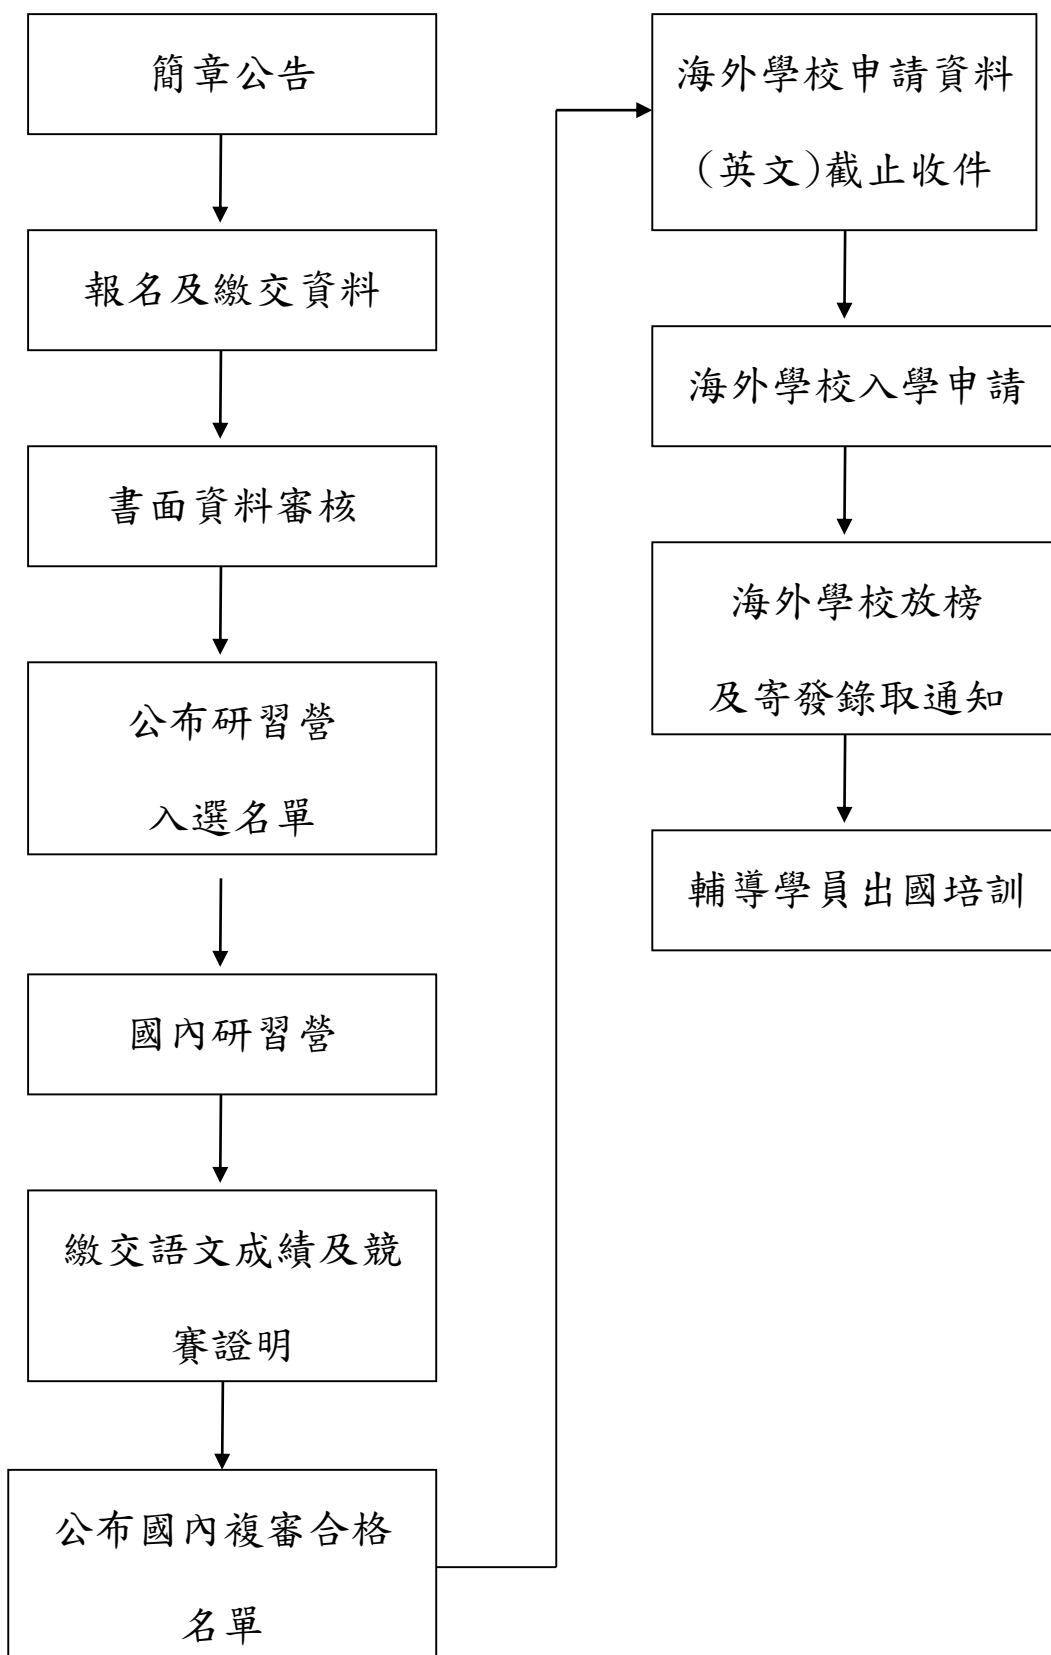 簡章公告
報名及繳交資料
書面資料審核
公布研習營
入選名單
國內研習營
繳交語文成績及競
賽證明
公布國內複審合格
名單
海外學校申請資料
(英文)截止收件
海外學校入學申請
海外學校放榜
及寄發錄取通知
輔導學員出國培訓